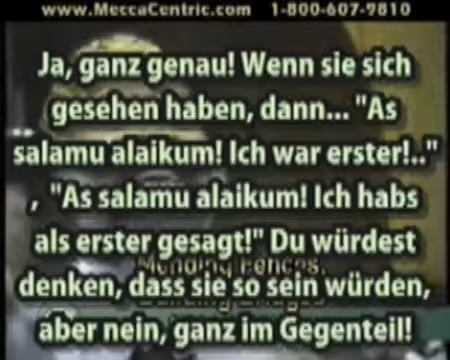 www.MeccaCentric.com 1-800-607-9810
Ja, ganz genau! Wenn sie sich
gesehen haben, dann... "As
salamu alaikum! Ich war erster!.."
, "As salamu alaikum! Ich habs
als erster gesagt!" Du würdest
Mending Fences,
denken, dass sie so sein würden,
aber nein, ganz im Gegenteil!